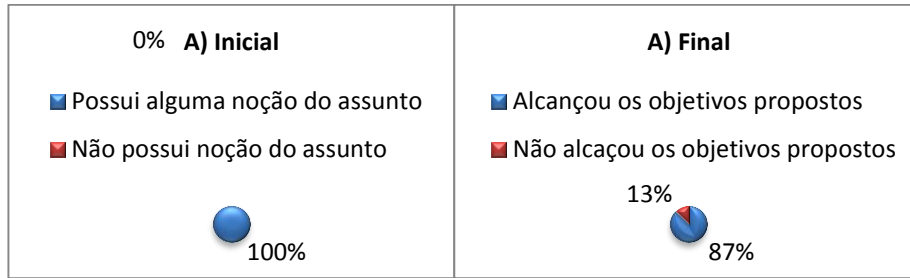 0% A) Inicial
Possui alguma noção do assunto
Não possui noção do assunto
100%
A) Final
Alcançou os objetivos propostos
Não alcaçou os objetivos propostos
13%
87%